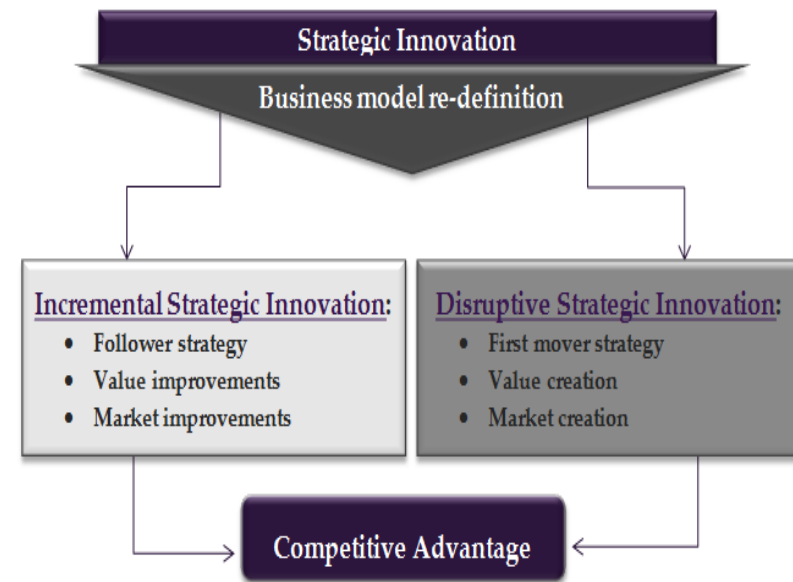 Strategic Innovation
Business model re-definition
Incremental Strategic Innovation:
• Follower strategy
• Value improvements
• Market improvements
Disruptive Strategic Innovation:
• First mover strategy
• Value creation
• Market creation
Competitive Advantage